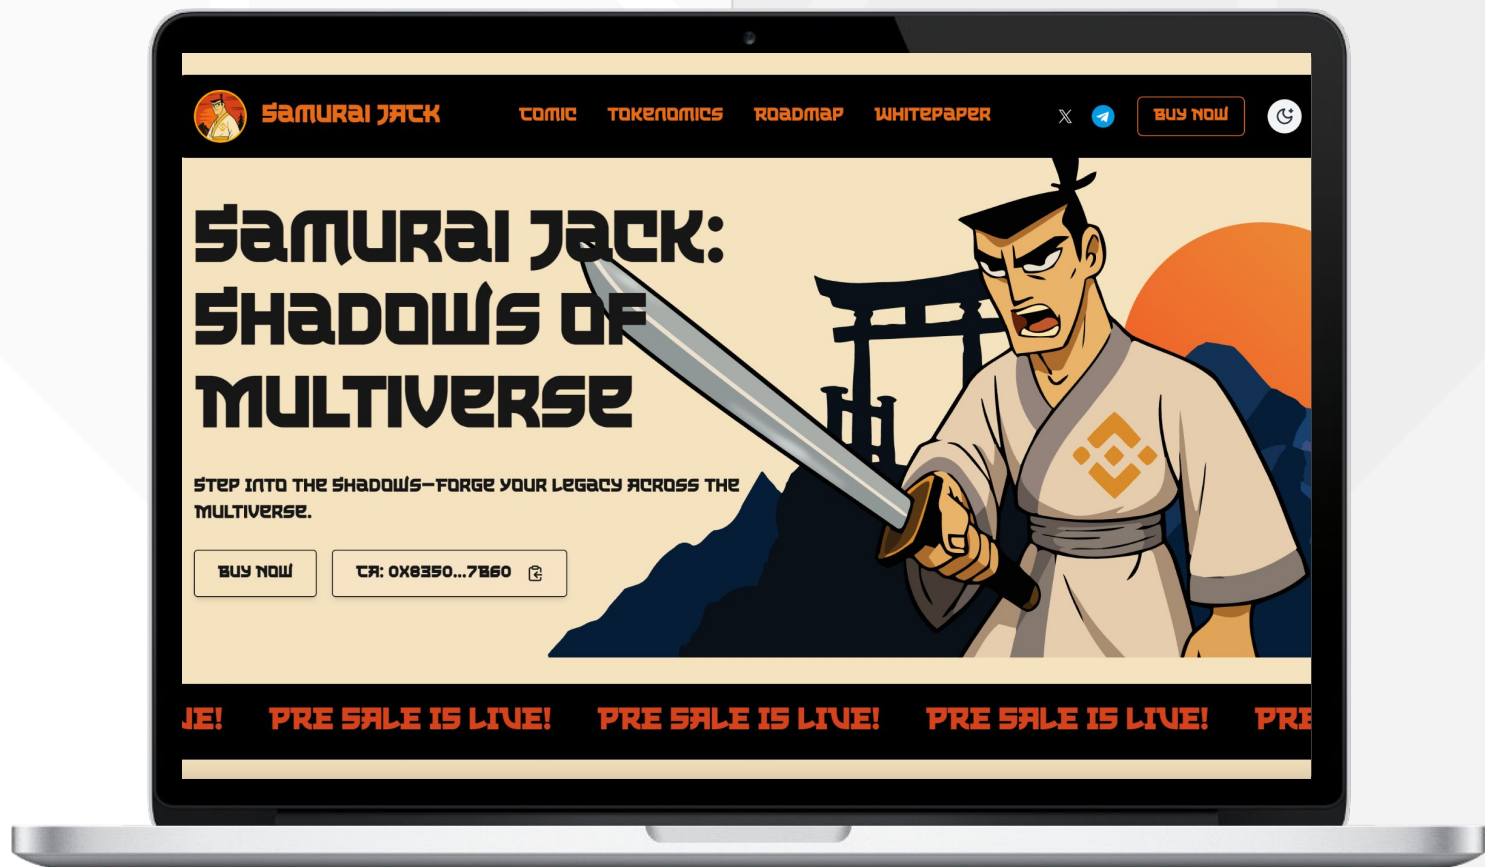 SAMURAI JACK
COMIC TOKENOMICS ROADMAP WHITEPAPER X BUY NOW
SAMURAI JACK:
SHADOWS OF
MULTIVERSE
STEP INTO THE SHADOWS—FORGE YOUR LEGACY ACROSS THE
MULTIVERSE.
BUY NOW CA: 0X8350...7B60
VE! PRE SALE IS LIVE! PRE SALE IS LIVE! PRE SALE IS LIVE! PRE